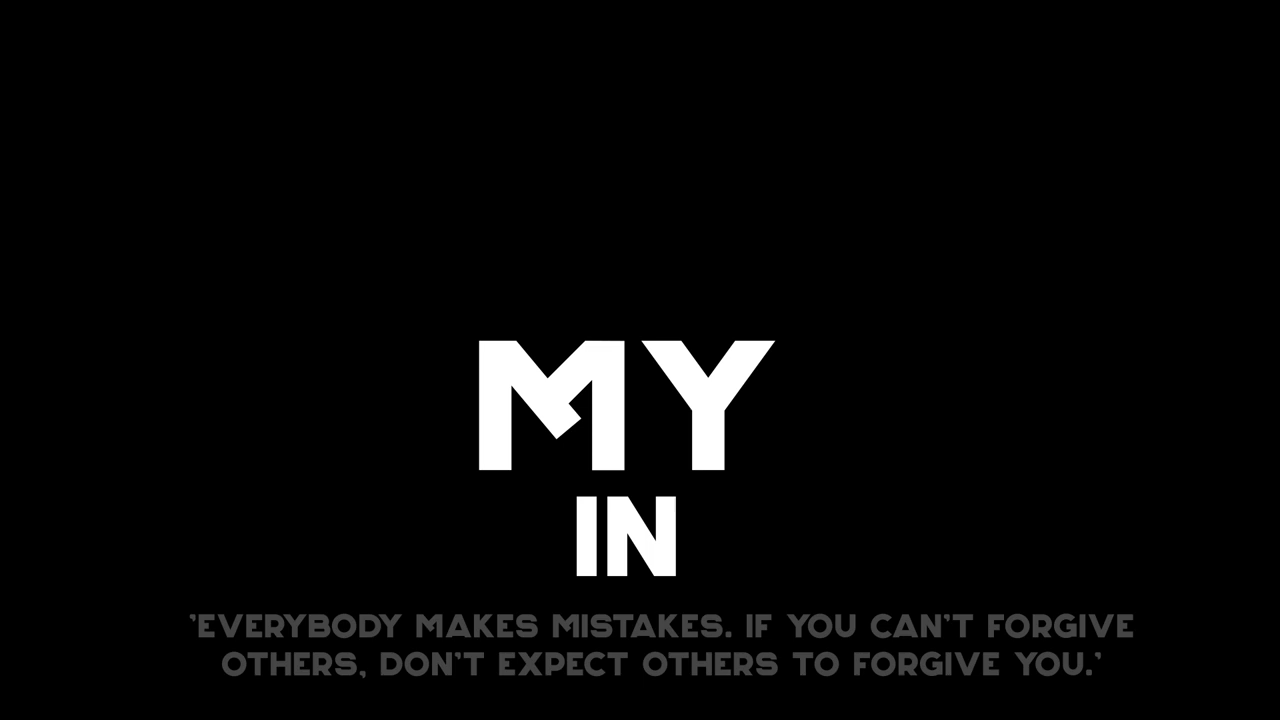 MY
IN
'EVERYBODY MAKES MISTAKES. IF YOU CAN'T FORGIVE
OTHERS, DON'T EXPECT OTHERS TO FORGIVE YOU.'